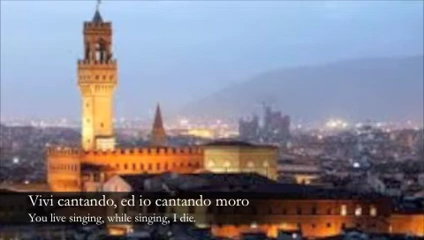 Vivi cantando, ed io cantando moro
You live singing, while singing, I die.